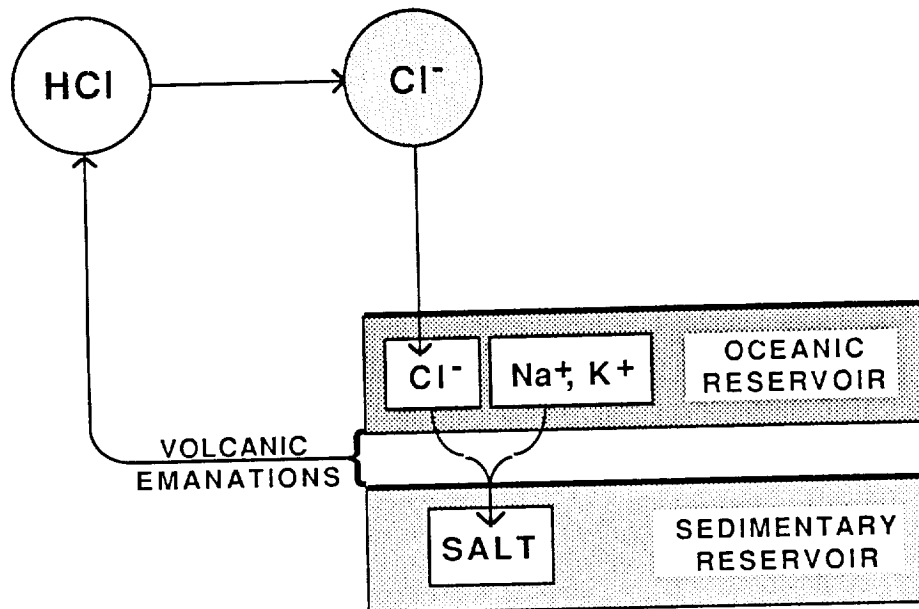 HCl
Cl⁻
Cl⁻
Na⁺, K⁺
OCEANIC
RESERVOIR
VOLCANIC
EMANATIONS
SALT
SEDIMENTARY
RESERVOIR